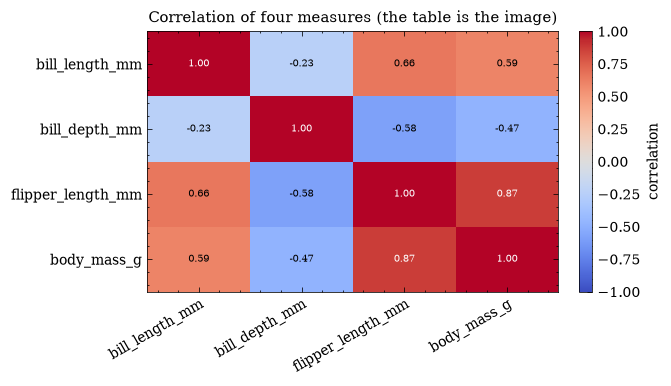 Correlation of four measures (the table is the image)
bill_length_mm 1.00 -0.23 0.66 0.59
bill_depth_mm -0.23 1.00 -0.58 -0.47
flipper_length_mm 0.66 -0.58 1.00 0.87
body_mass_g 0.59 -0.47 0.87 1.00
bill_length_mm bill_depth_mm flipper_length_mm body_mass_g
1.00
0.75
0.50
0.25
0.00
−0.25
−0.50
−0.75
−1.00
correlation